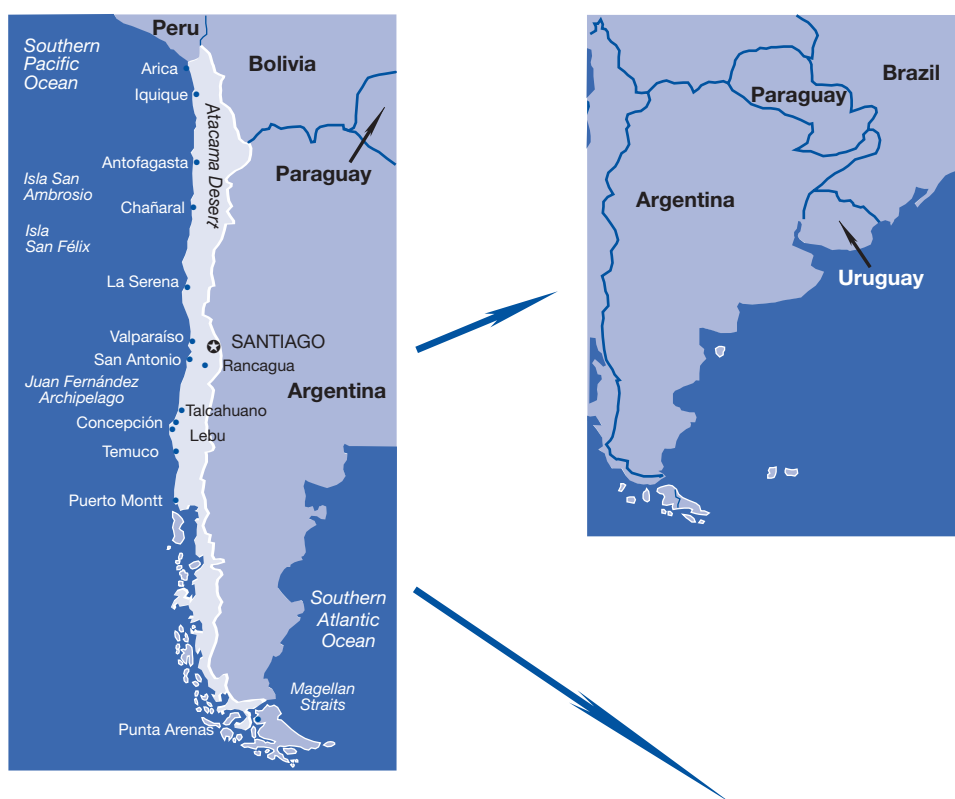 Peru
Southern
Pacific
Ocean
Bolivia
Arica
Iquique
Atacama Desert
Antofagasta
Paraguay
Isla San
Ambrosio
Chañaral
Isla
San Félix
La Serena
Valparaíso
SANTIAGO
San Antonio
Rancagua
Juan Fernández
Archipelago
Argentina
Talcahuano
Concepción
Lebu
Temuco
Puerto Montt
Southern
Atlantic
Ocean
Magellan
Straits
Punta Arenas
Brazil
Paraguay
Argentina
Uruguay